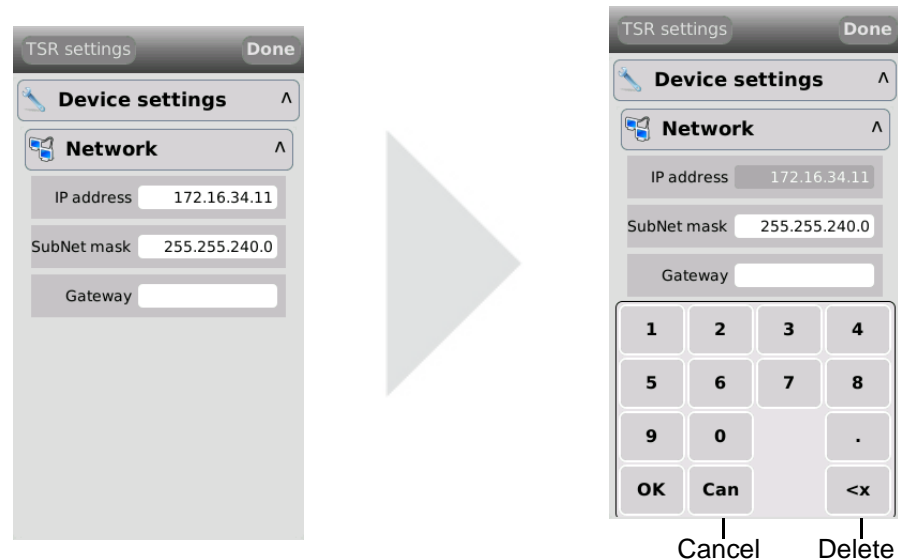 TSR settings Done
Device settings ^
Network ^
IP address 172.16.34.11
SubNet mask 255.255.240.0
Gateway
TSR settings Done
Device settings ^
Network ^
IP address 172.16.34.11
SubNet mask 255.255.240.0
Gateway
1 2 3 4
5 6 7 8
9 0 .
OK Can <x
Cancel Delete